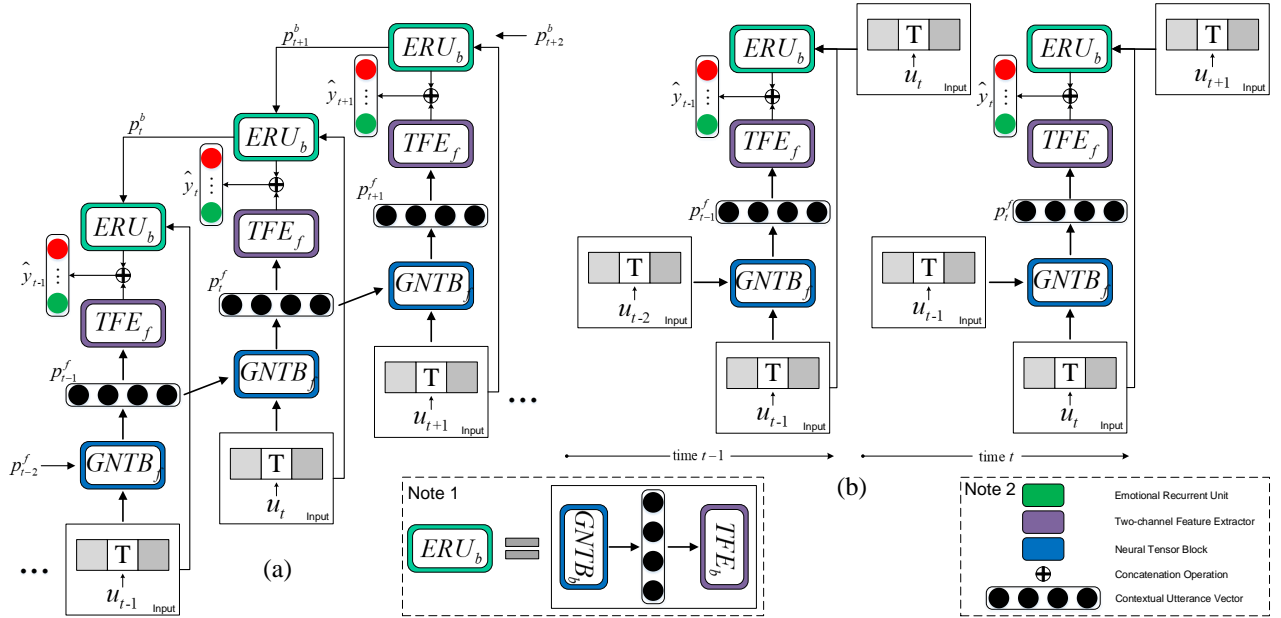 p^b_{t+1}
ERU_b
p^b_{t+2}
ŷ_{t+1}
TFE_f
p^f_{t+1}
GNTB_f
T
u_{t+1}
Input
p^b_t
ERU_b
ŷ_t
TFE_f
p^f_t
GNTB_f
T
u_t
Input
ERU_b
ŷ_{t-1}
TFE_f
p^f_{t-1}
p^f_{t-2}
GNTB_f
T
u_{t-1}
Input
...
...
(a)
ERU_b
T
u_t
Input
ŷ_{t-1}
TFE_f
p^f_{t-1}
T
u_{t-2}
Input
GNTB_f
T
u_{t-1}
Input
time t-1
ERU_b
T
u_{t+1}
Input
ŷ_t
TFE_f
p^f_t
T
u_{t-1}
Input
GNTB_f
T
u_t
Input
time t
(b)
Note 1
ERU_b = GNTB_b TFE_b
Note 2
Emotional Recurrent Unit
Two-channel Feature Extractor
Neural Tensor Block
Concatenation Operation
Contextual Utterance Vector